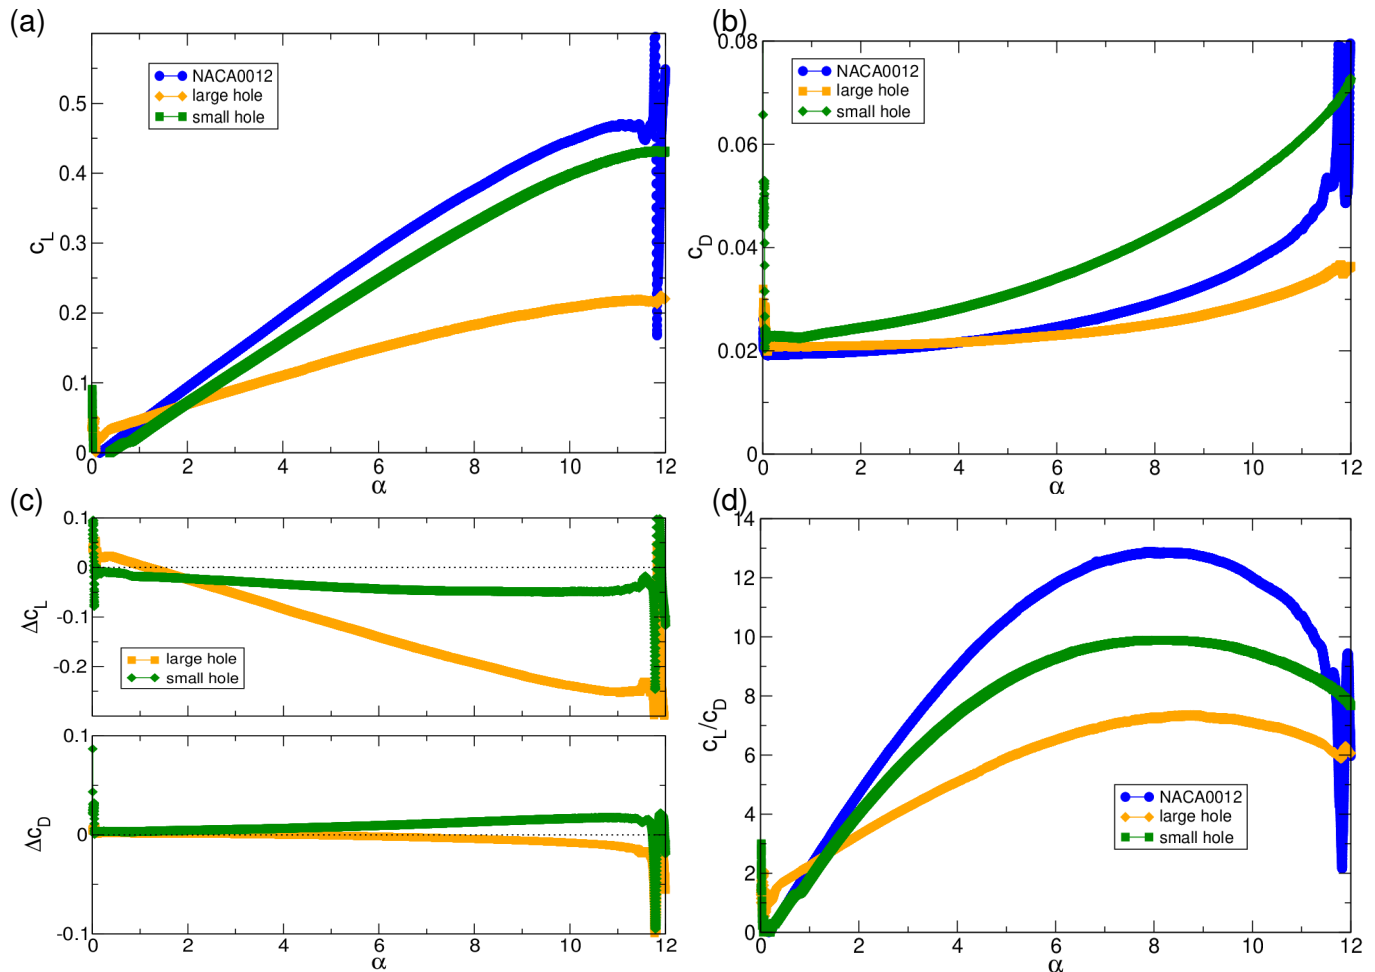 (a)
NACA0012
large hole
small hole
0.5
0.4
0.3
0.2
0.1
0
c_L
0 2 4 6 8 10 12
α
(b)
NACA0012
large hole
small hole
0.08
0.06
0.04
0.02
0
c_D
0 2 4 6 8 10 12
α
(c)
0.1
0
-0.1
-0.2
Δc_L
large hole
small hole
0.1
0
-0.1
Δc_D
0 2 4 6 8 10 12
α
(d)
14
12
10
8
6
4
2
0
c_L/c_D
NACA0012
large hole
small hole
0 2 4 6 8 10 12
α